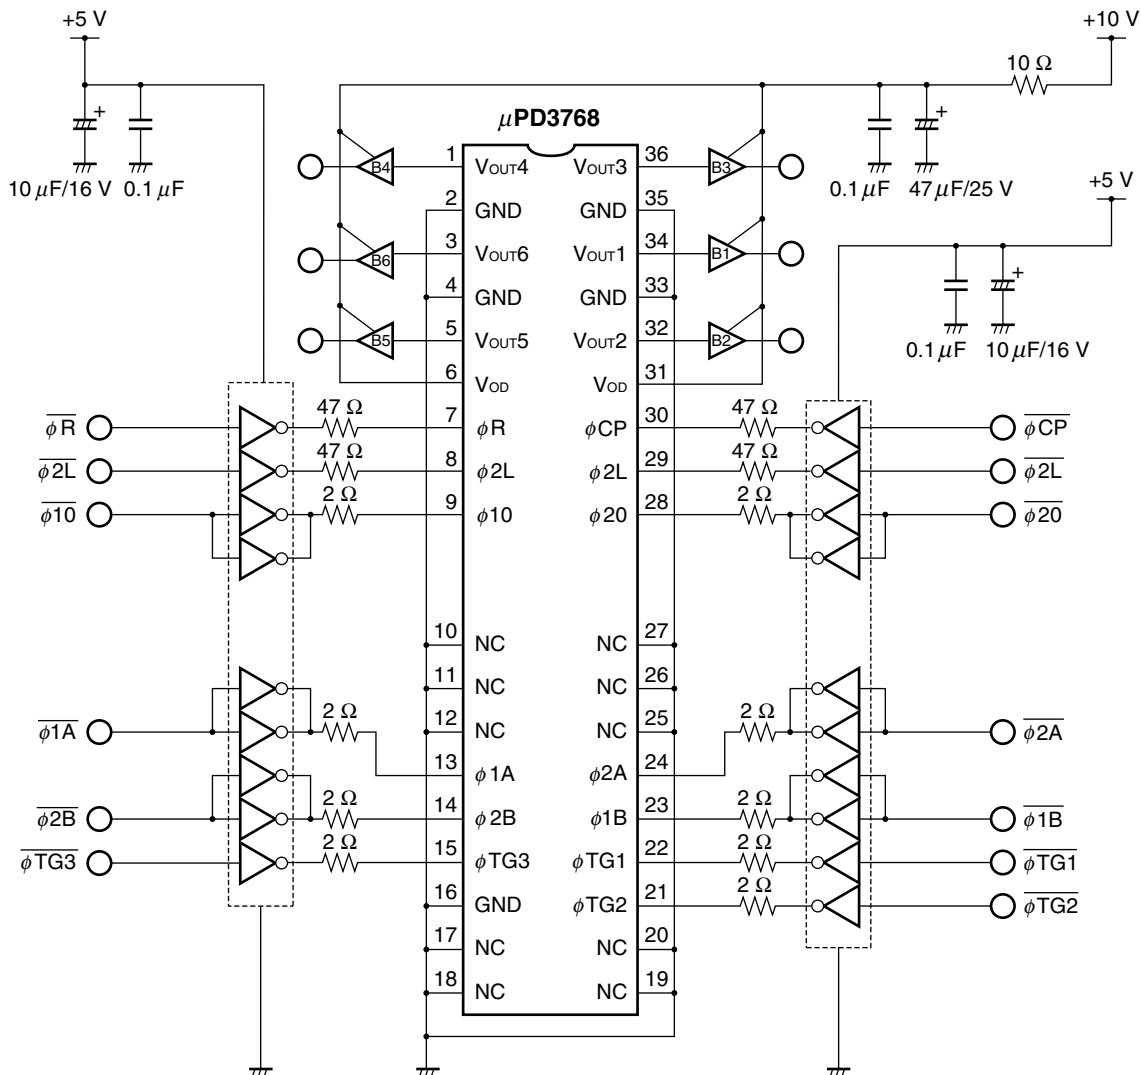 +5 V
+10 V
10 Ω
μPD3768
+
10 μF/16 V
0.1 μF
+
0.1 μF
47 μF/25 V
+5 V
+
0.1 μF
10 μF/16 V
B4 1 VOUT4 VOUT3 36 B3
2 GND GND 35
B6 3 VOUT6 VOUT1 34 B1
4 GND GND 33
B5 5 VOUT5 VOUT2 32 B2
6 VOD VOD 31
φR 47 Ω 7 φR φCP 30 47 Ω φCP
φ2L 47 Ω 8 φ2L φ2L 29 47 Ω φ2L
φ10 2 Ω 9 φ10 φ20 28 2 Ω φ20
10 NC NC 27
11 NC NC 26
φ1A 2 Ω 12 NC NC 25 2 Ω φ2A
13 φ1A φ2A 24
φ2B 2 Ω 14 φ2B φ1B 23 2 Ω φ1B
φTG3 2 Ω 15 φTG3 φTG1 22 2 Ω φTG1
16 GND φTG2 21 2 Ω φTG2
17 NC NC 20
18 NC NC 19